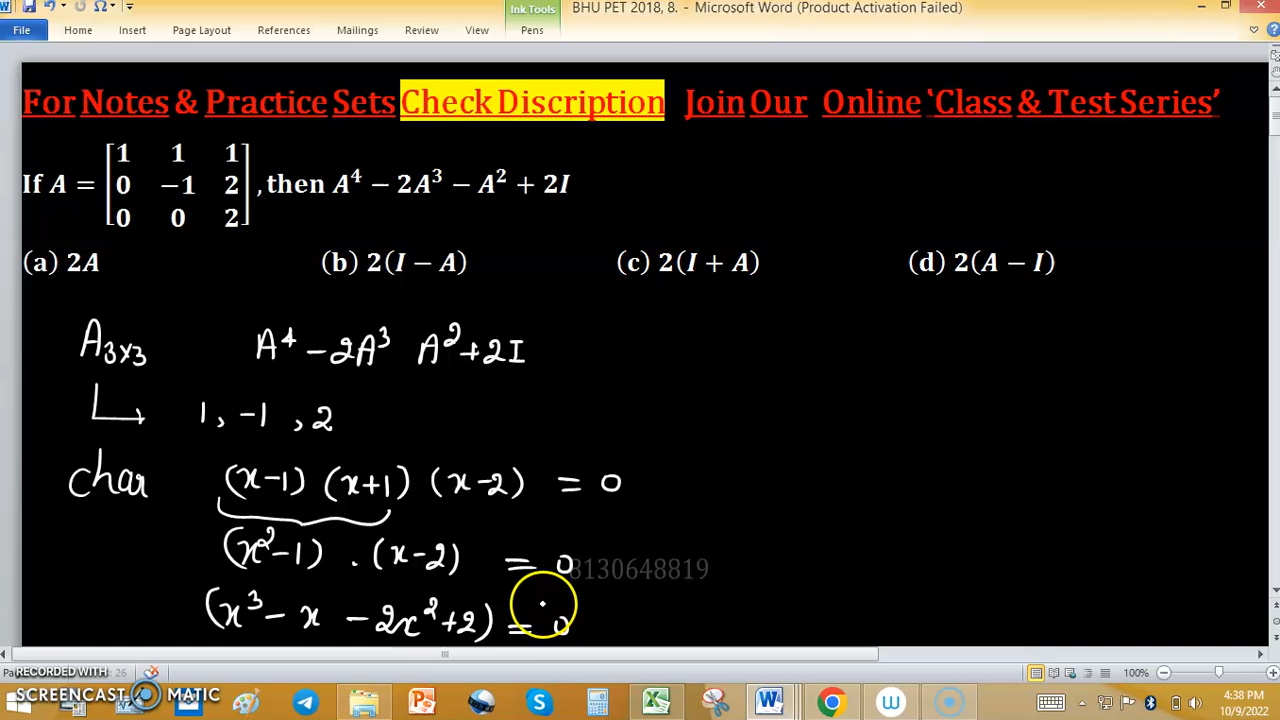 Ink Tools
BHU PET 2018, 8. - Microsoft Word (Product Activation Failed)
File Home Insert Page Layout References Mailings Review View Pens
For Notes & Practice Sets Check Discription Join Our Online ‘Class & Test Series’
If A = [1 1 1; 0 −1 2; 0 0 2], then A⁴ − 2A³ − A² + 2I
(a) 2A (b) 2(I − A) (c) 2(I + A) (d) 2(A − I)
A₃ₓ₃ A⁴ − 2A³ A² + 2I
1, −1, 2
char (x−1) (x+1) (x−2) = 0
(x²−1) . (x−2) = 0
8130648819
(x³ − x − 2x² + 2) = 0
26
100%
RECORDED WITH
SCREENCAST MATIC
4:38 PM
10/9/2022